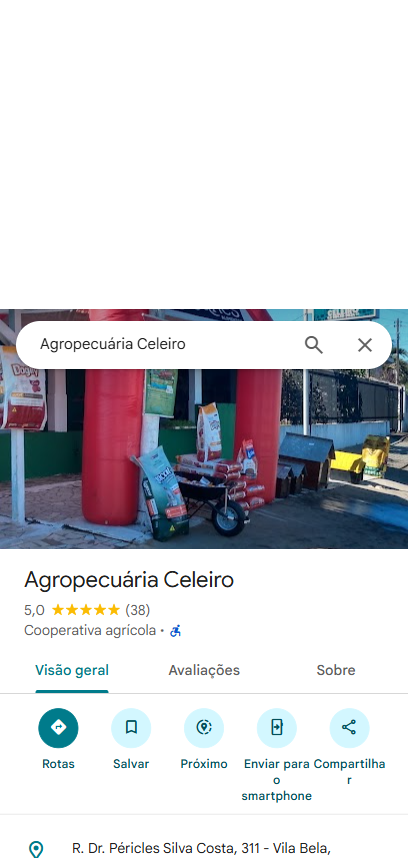 Agropecuária Celeiro
Agropecuária Celeiro
5,0 ★★★★★ (38)
Cooperativa agrícola ·
Visão geral Avaliações Sobre
Rotas Salvar Próximo Enviar para o smartphone Compartilhar
R. Dr. Péricles Silva Costa, 311 - Vila Bela,